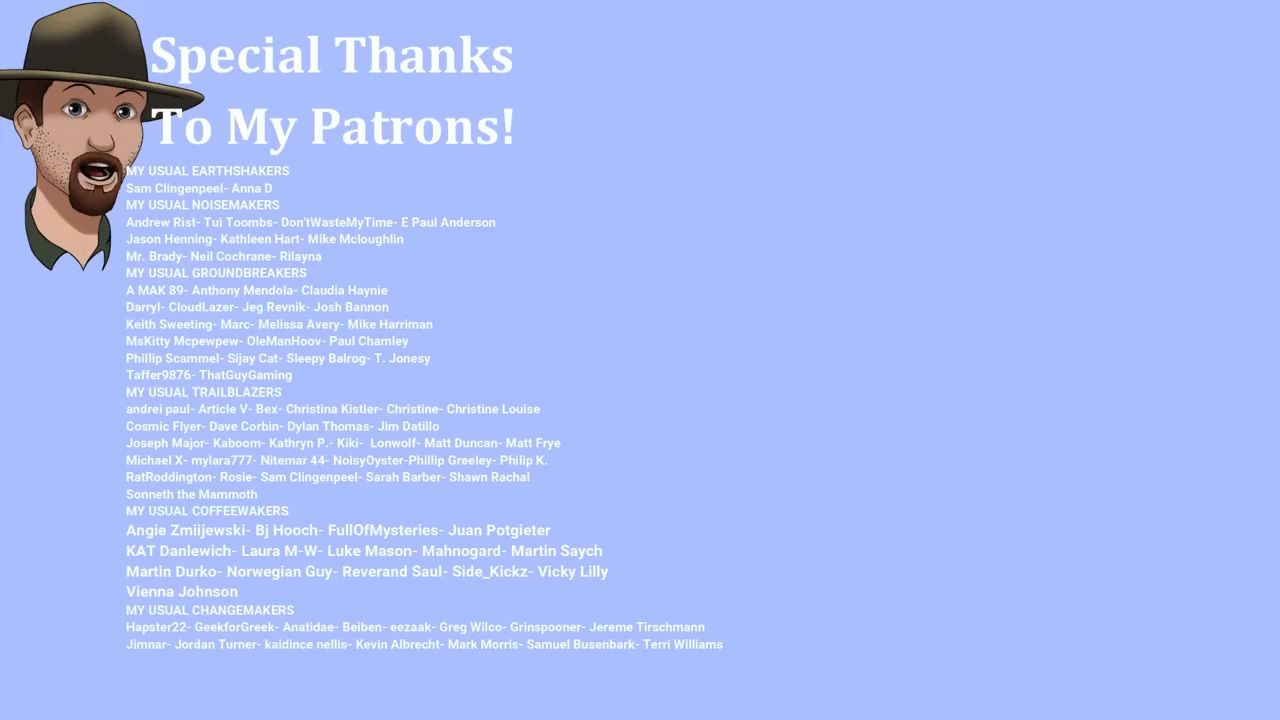 Special Thanks
To My Patrons!
MY USUAL EARTHSHAKERS
Sam Clingenpeel- Anna D
MY USUAL NOISEMAKERS
Andrew Rist- Tui Toombs- Don'tWasteMyTime- E Paul Anderson
Jason Henning- Kathleen Hart- Mike Mcloughlin
Mr. Brady- Neil Cochrane- Rilayna
MY USUAL GROUNDBREAKERS
A MAK 89- Anthony Mendola- Claudia Haynie
Darryl- CloudLazer- Jeg Revnik- Josh Bannon
Keith Sweeting- Marc- Melissa Avery- Mike Harriman
MsKitty Mcpewpew- OleManHoov- Paul Chamley
Phillip Scammel- Sijay Cat- Sleepy Balrog- T. Jonesy
Taffer9876- ThatGuyGaming
MY USUAL TRAILBLAZERS
andrei paul- Article V- Bex- Christina Kistler- Christine- Christine Louise
Cosmic Flyer- Dave Corbin- Dylan Thomas- Jim Datillo
Joseph Major- Kaboom- Kathryn P.- Kiki-  Lonwolf- Matt Duncan- Matt Frye
Michael X- mylara777- Nitemar 44- NoisyOyster-Phillip Greeley- Philip K.
RatRoddington- Rosie- Sam Clingenpeel- Sarah Barber- Shawn Rachal
Sonneth the Mammoth
MY USUAL COFFEEWAKERS
Angie Zmiijewski- Bj Hooch- FullOfMysteries- Juan Potgieter
KAT Danlewich- Laura M-W- Luke Mason- Mahnogard- Martin Saych
Martin Durko- Norwegian Guy- Reverand Saul- Side_Kickz- Vicky Lilly
Vienna Johnson
MY USUAL CHANGEMAKERS
Hapster22- GeekforGreek- Anatidae- Beiben- eezaak- Greg Wilco- Grinspooner- Jereme Tirschmann
Jimnar- Jordan Turner- kaidince nellis- Kevin Albrecht- Mark Morris- Samuel Busenbark- Terri Williams